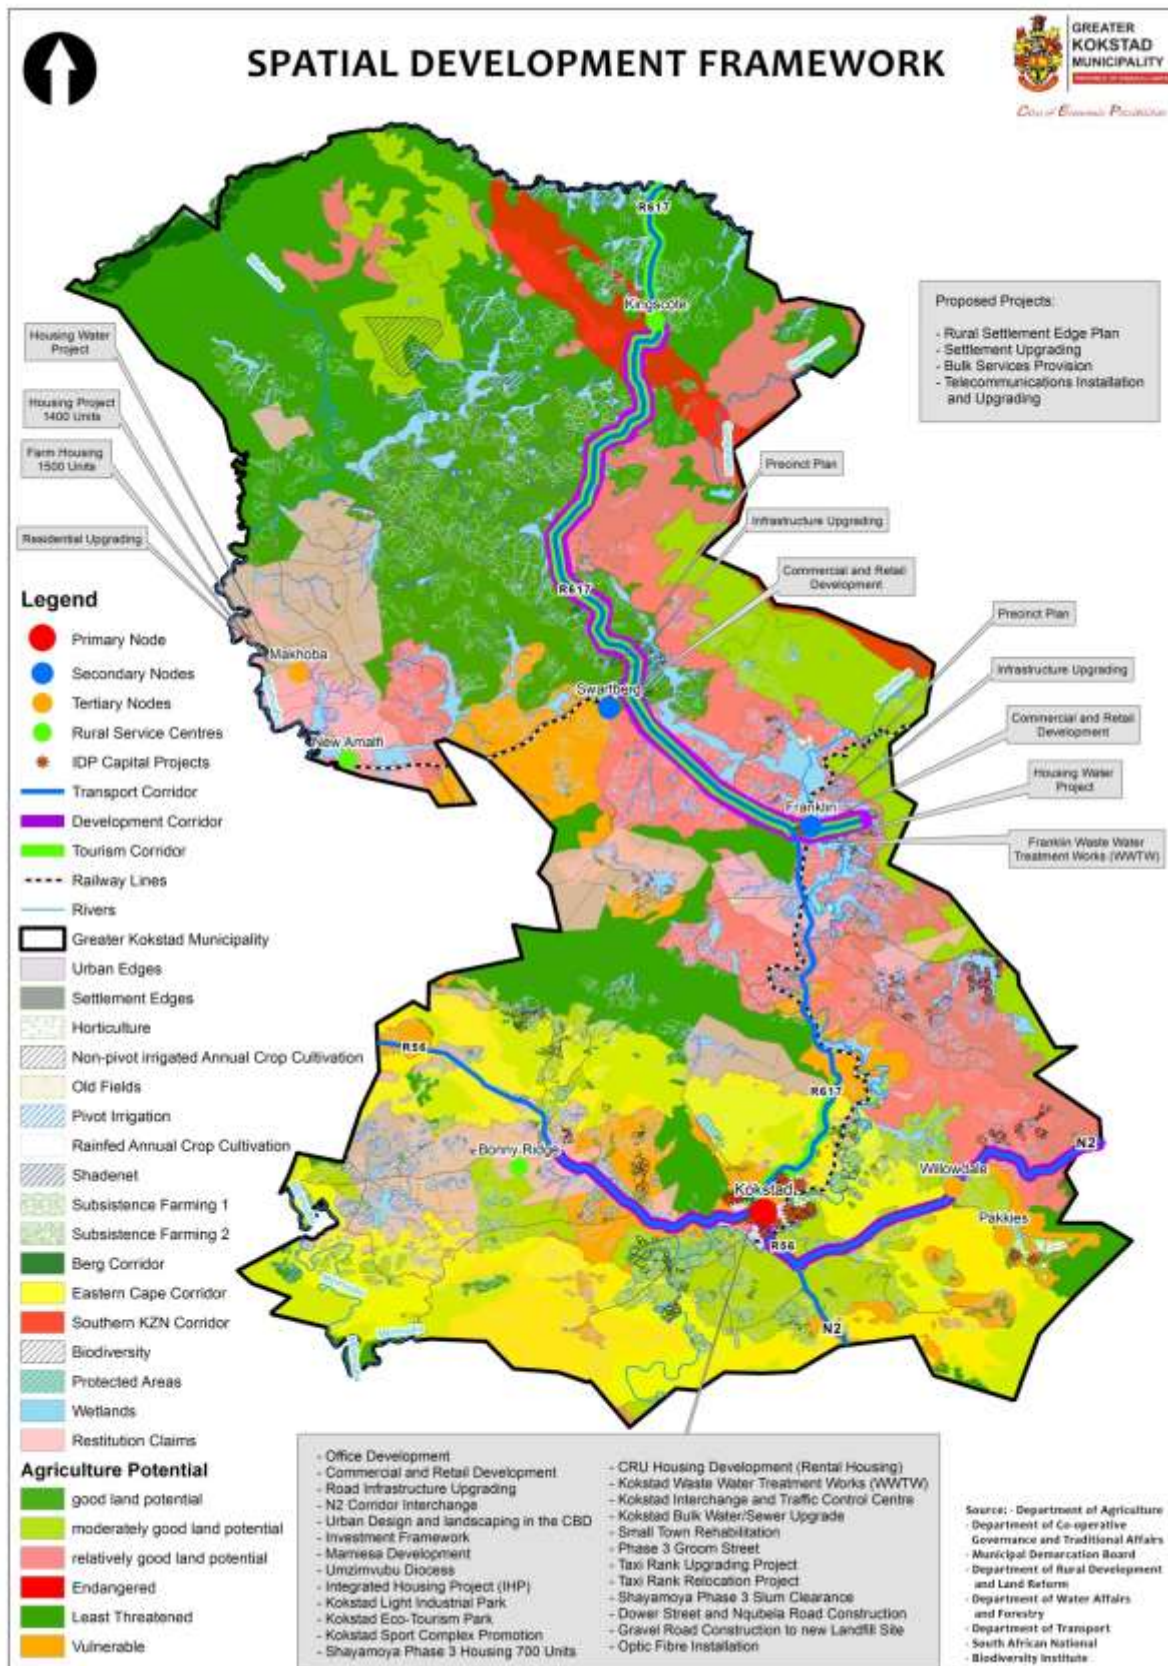 SPATIAL DEVELOPMENT FRAMEWORK
GREATER
KOKSTAD
MUNICIPALITY
R617
Kingscote
Proposed Projects:
- Rural Settlement Edge Plan
- Settlement Upgrading
- Bulk Services Provision
- Telecommunications Installation
and Upgrading
Housing Water
Project
Housing Project
1400 Units
Farm Housing
1500 Units
Residential Upgrading
Precinct Plan
Infrastructure Upgrading
Commercial and Retail
Development
R617
Precinct Plan
Infrastructure Upgrading
Commercial and Retail
Development
Housing Water
Project
Franklin Waste Water
Treatment Works (WWTW)
Makhoba
Swartberg
New Amalfi
Franklin
R56
R617
Bonny Ridge
Willowdale
N2
Kokstad
Pakkies
R56
N2
Legend
Primary Node
Secondary Nodes
Tertiary Nodes
Rural Service Centres
IDP Capital Projects
Transport Corridor
Development Corridor
Tourism Corridor
Railway Lines
Rivers
Greater Kokstad Municipality
Urban Edges
Settlement Edges
Horticulture
Non-pivot irrigated Annual Crop Cultivation
Old Fields
Pivot Irrigation
Rainfed Annual Crop Cultivation
Shadenet
Subsistence Farming 1
Subsistence Farming 2
Berg Corridor
Eastern Cape Corridor
Southern KZN Corridor
Biodiversity
Protected Areas
Wetlands
Restitution Claims
Agriculture Potential
good land potential
moderately good land potential
relatively good land potential
Endangered
Least Threatened
Vulnerable
- Office Development
- Commercial and Retail Development
- Road Infrastructure Upgrading
- N2 Corridor Interchange
- Urban Design and landscaping in the CBD
- Investment Framework
- Mamiesa Development
- Umzimvubu Diocess
- Integrated Housing Project (IHP)
- Kokstad Light Industrial Park
- Kokstad Eco-Tourism Park
- Kokstad Sport Complex Promotion
- Shayamoya Phase 3 Housing 700 Units
- CRU Housing Development (Rental Housing)
- Kokstad Waste Water Treatment Works (WWTW)
- Kokstad Interchange and Traffic Control Centre
- Kokstad Bulk Water/Sewer Upgrade
- Small Town Rehabilitation
- Phase 3 Groom Street
- Taxi Rank Upgrading Project
- Taxi Rank Relocation Project
- Shayamoya Phase 3 Slum Clearance
- Dower Street and Nqubela Road Construction
- Gravel Road Construction to new Landfill Site
- Optic Fibre Installation
Source: - Department of Agriculture
- Department of Co-operative
Governance and Traditional Affairs
- Municipal Demarcation Board
- Department of Rural Development
and Land Reform
- Department of Water Affairs
and Forestry
- Department of Transport
- South African National
- Biodiversity Institute